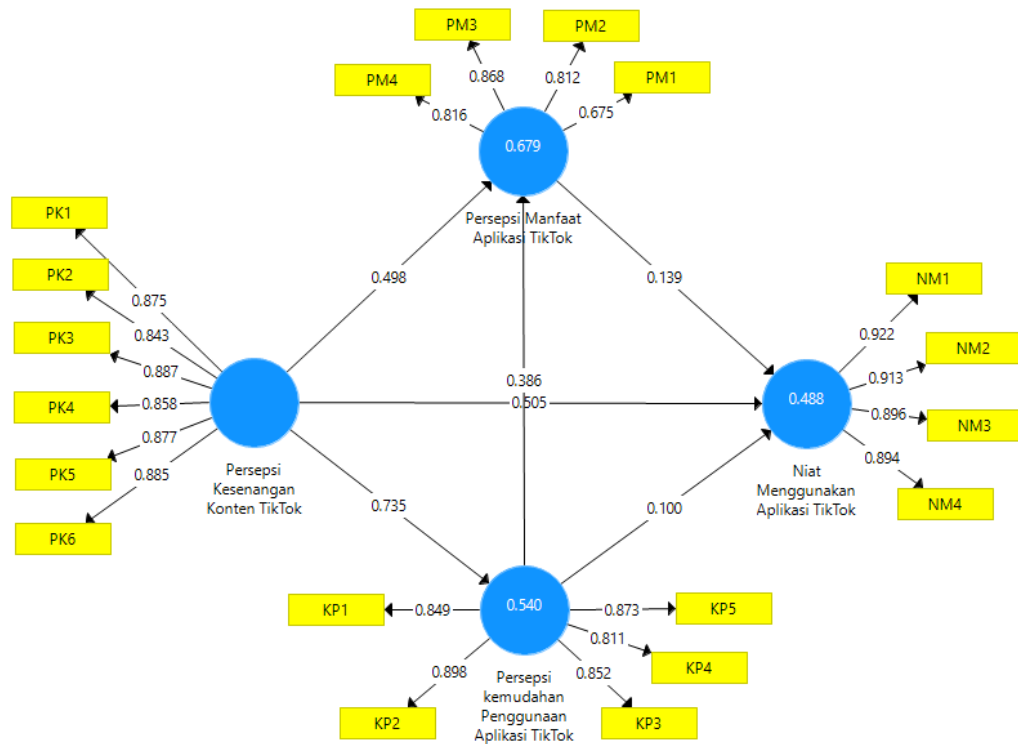 PM3
PM2
PM4
PM1
0.868
0.812
0.816
0.675
0.679
Persepsi Manfaat
Aplikasi TikTok
PK1
PK2
PK3
PK4
PK5
PK6
0.875
0.843
0.887
0.858
0.877
0.885
Persepsi
Kesenangan
Konten TikTok
0.498
0.139
0.386
0.505
0.735
0.100
NM1
NM2
NM3
NM4
0.922
0.913
0.896
0.894
0.488
Niat
Menggunakan
Aplikasi TikTok
0.540
KP1
0.849
0.873
KP5
0.811
KP4
0.898
0.852
KP2
KP3
Persepsi
kemudahan
Penggunaan
Aplikasi TikTok